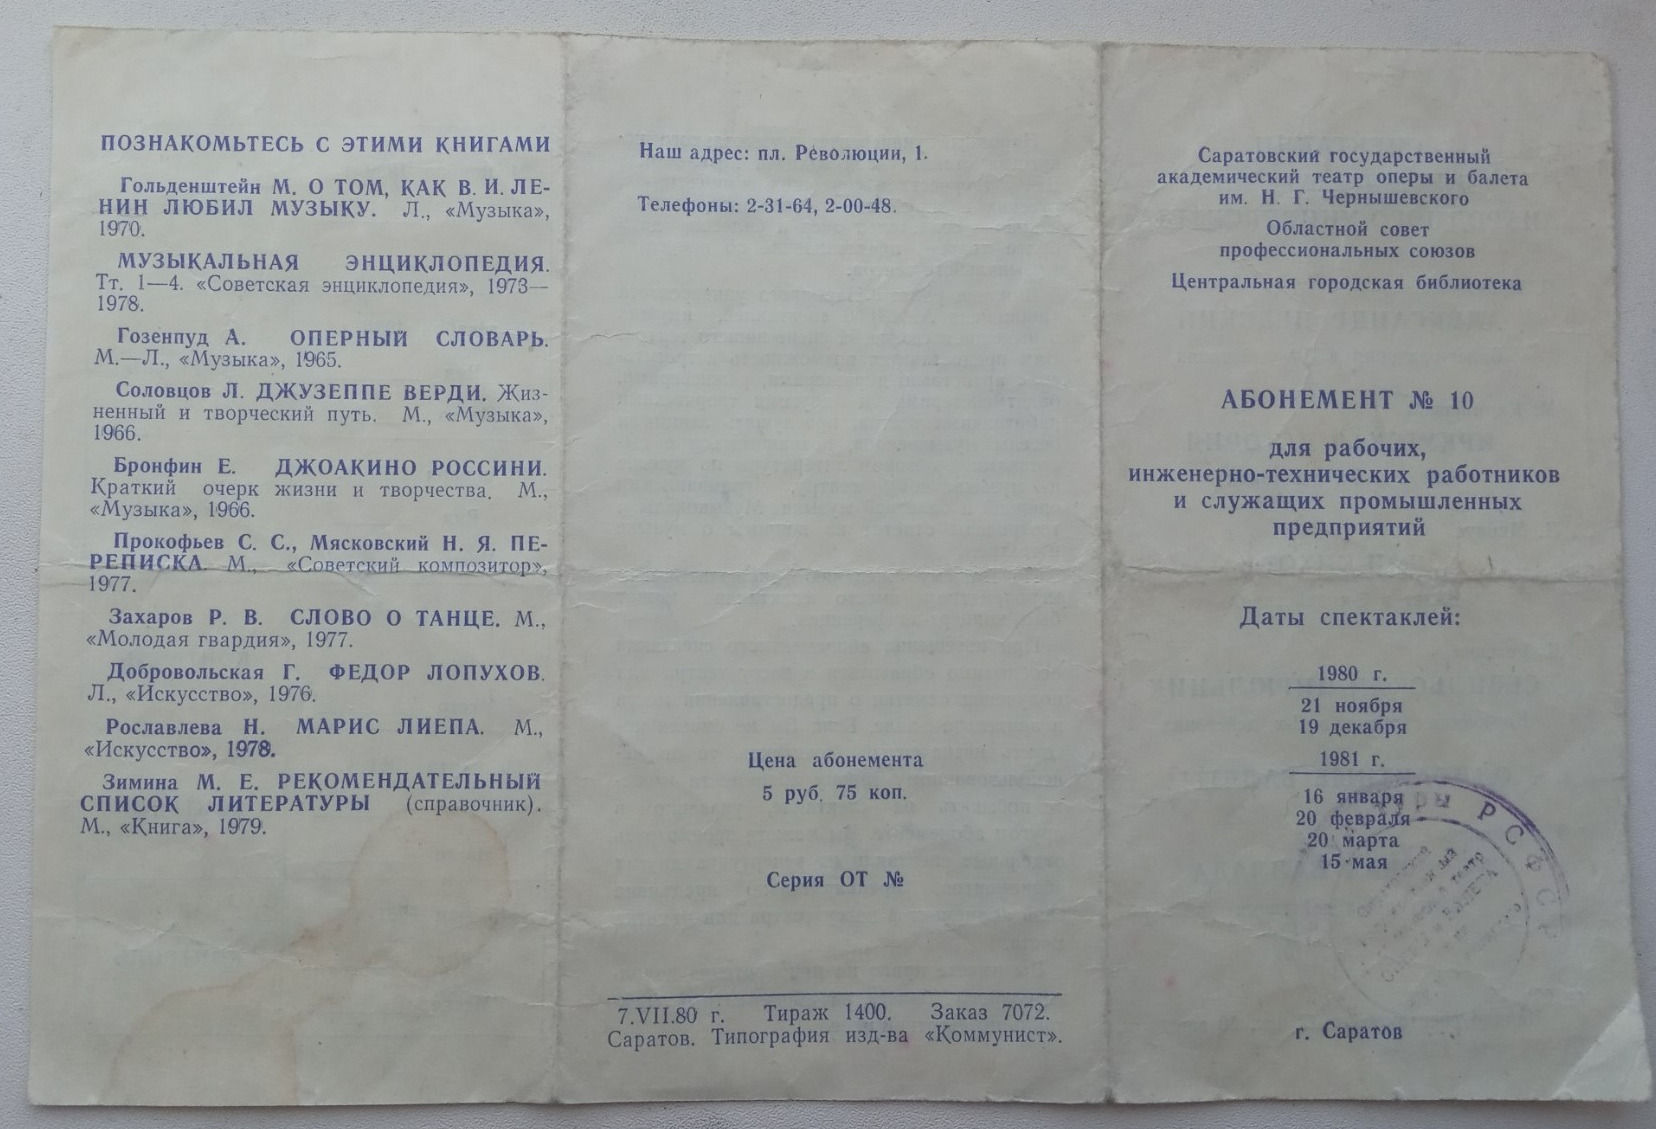 ПОЗНАКОМЬТЕСЬ С ЭТИМИ КНИГАМИ
Гольденштейн М. О ТОМ, КАК В. И. ЛЕ-
НИН ЛЮБИЛ МУЗЫКУ. Л., «Музыка»,
1970.
МУЗЫКАЛЬНАЯ ЭНЦИКЛОПЕДИЯ.
Тт. 1—4. «Советская энциклопедия», 1973—
1978.
Гозенпуд А. ОПЕРНЫЙ СЛОВАРЬ.
М.—Л., «Музыка», 1965.
Соловцов Л. ДЖУЗЕППЕ ВЕРДИ. Жиз-
ненный и творческий путь. М., «Музыка»,
1966.
Бронфин Е. ДЖОАКИНО РОССИНИ.
Краткий очерк жизни и творчества. М.,
«Музыка», 1966.
Прокофьев С. С., Мясковский Н. Я. ПЕ-
РЕПИСКА. М., «Советский композитор»,
1977.
Захаров Р. В. СЛОВО О ТАНЦЕ. М.,
«Молодая гвардия», 1977.
Добровольская Г. ФЕДОР ЛОПУХОВ.
Л., «Искусство», 1976.
Рославлева Н. МАРИС ЛИЕПА. М.,
«Искусство», 1978.
Зимина М. Е. РЕКОМЕНДАТЕЛЬНЫЙ
СПИСОК ЛИТЕРАТУРЫ (справочник).
М., «Книга», 1979.
Наш адрес: пл. Революции, 1.
Телефоны: 2-31-64, 2-00-48.
Цена абонемента
5 руб. 75 коп.
Серия ОТ №
7.VII.80 г. Тираж 1400. Заказ 7072.
Саратов. Типография изд-ва «Коммунист».
Саратовский государственный
академический театр оперы и балета
им. Н. Г. Чернышевского
Областной совет
профессиональных союзов
Центральная городская библиотека
АБОНЕМЕНТ № 10
для рабочих,
инженерно-технических работников
и служащих промышленных
предприятий
Даты спектаклей:
1980 г.
21 ноября
19 декабря
1981 г.
16 января
20 февраля
20 марта
15 мая
РСФСР
г. Саратов